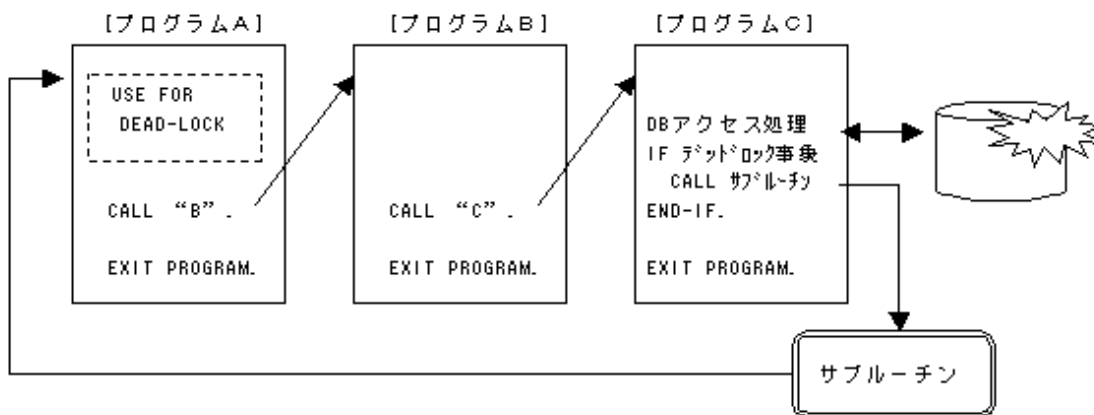 [プログラムA]
USE FOR
DEAD-LOCK
CALL “B”.
EXIT PROGRAM.
[プログラムB]
CALL “C”.
EXIT PROGRAM.
[プログラムC]
DBアクセス処理
IF デッドロック事象
CALL サブルーチン
END-IF.
EXIT PROGRAM.
サブルーチン